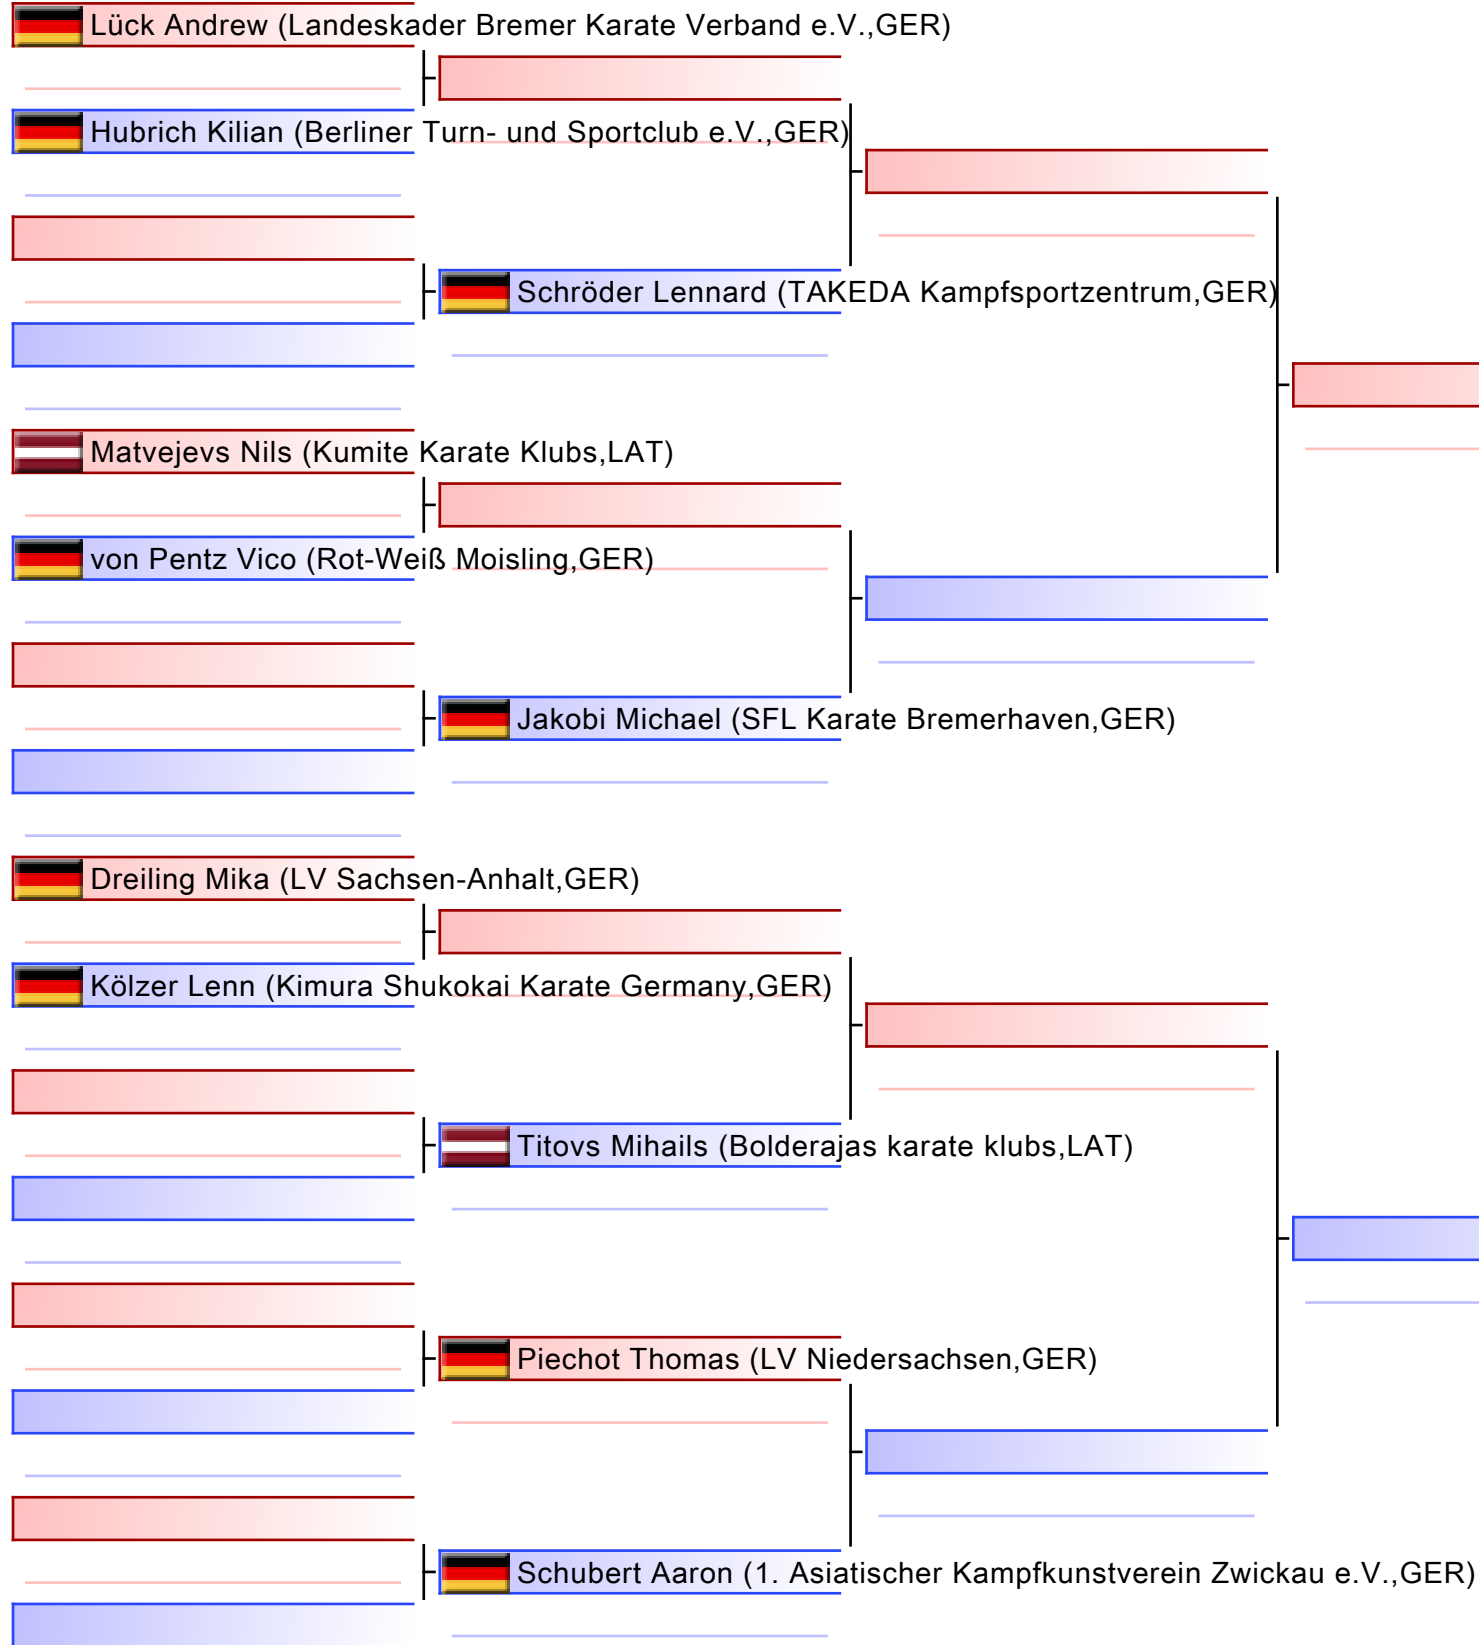 Lück Andrew (Landeskader Bremer Karate Verband e.V.,GER)
Hubrich Kilian (Berliner Turn- und Sportclub e.V.,GER)
Schröder Lennard (TAKEDA Kampfsportzentrum,GER)
Matvejevs Nils (Kumite Karate Klubs,LAT)
von Pentz Vico (Rot-Weiß Moisling,GER)
Jakobi Michael (SFL Karate Bremerhaven,GER)
Dreiling Mika (LV Sachsen-Anhalt,GER)
Kölzer Lenn (Kimura Shukokai Karate Germany,GER)
Titovs Mihails (Bolderajas karate klubs,LAT)
Piechot Thomas (LV Niedersachsen,GER)
Schubert Aaron (1. Asiatischer Kampfkunstverein Zwickau e.V.,GER)